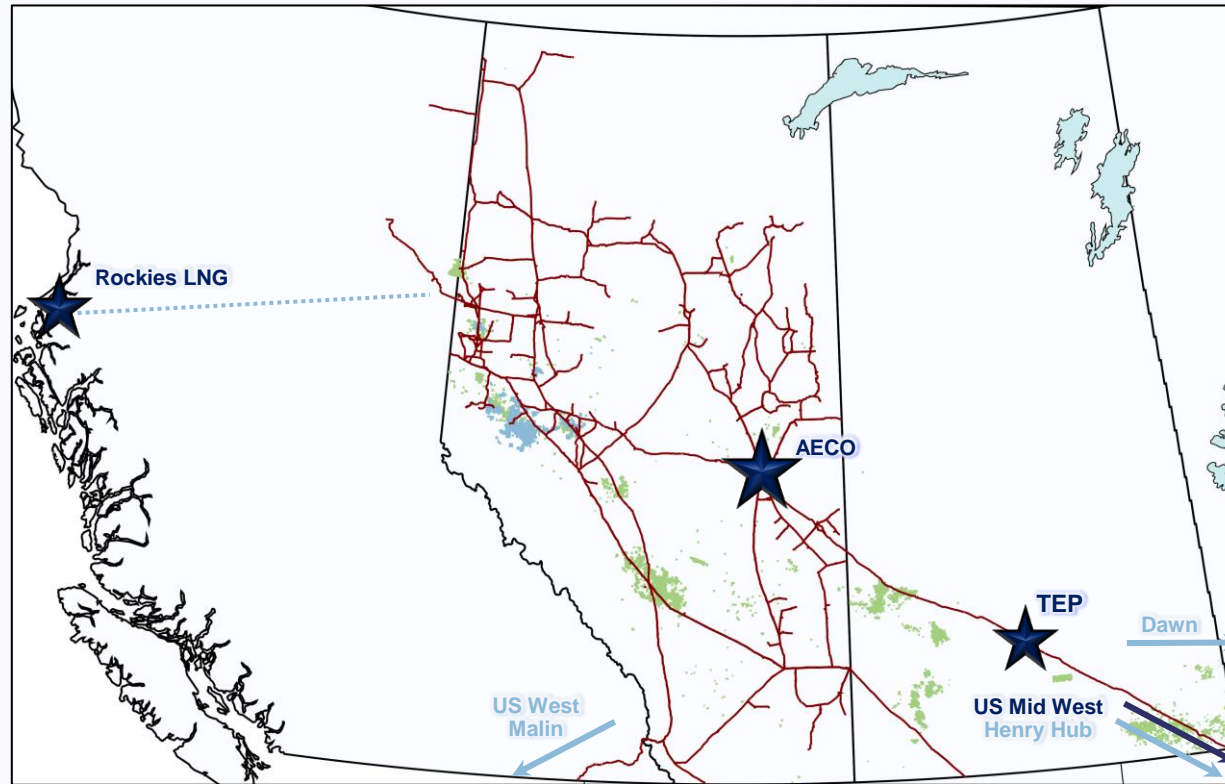 Rockies LNG
AECO
TEP
Dawn
US West
Malin
US Mid West
Henry Hub